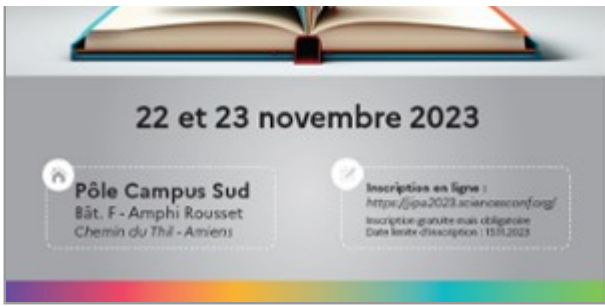 22 et 23 novembre 2023
Pôle Campus Sud
Bât. F - Amphi Rousset
Chemin du Thil - Amiens
Inscription en ligne :
https://jipa2023.sciencesconf.org/
Inscription gratuite mais obligatoire
Date limite d'inscription : 15.11.2023